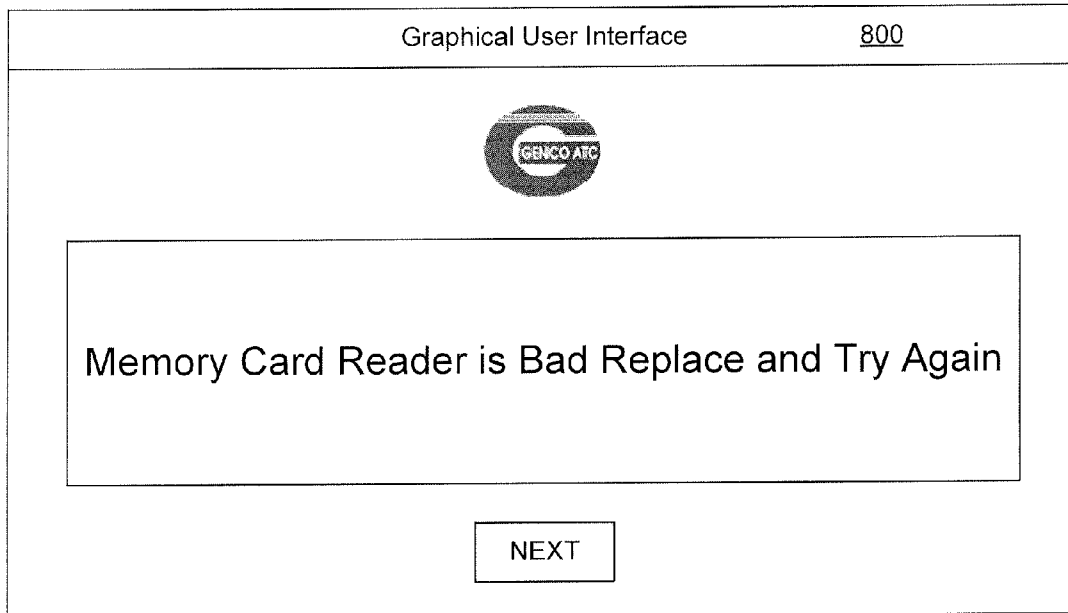 Graphical User Interface 800
GENCO ATC
Memory Card Reader is Bad Replace and Try Again
NEXT